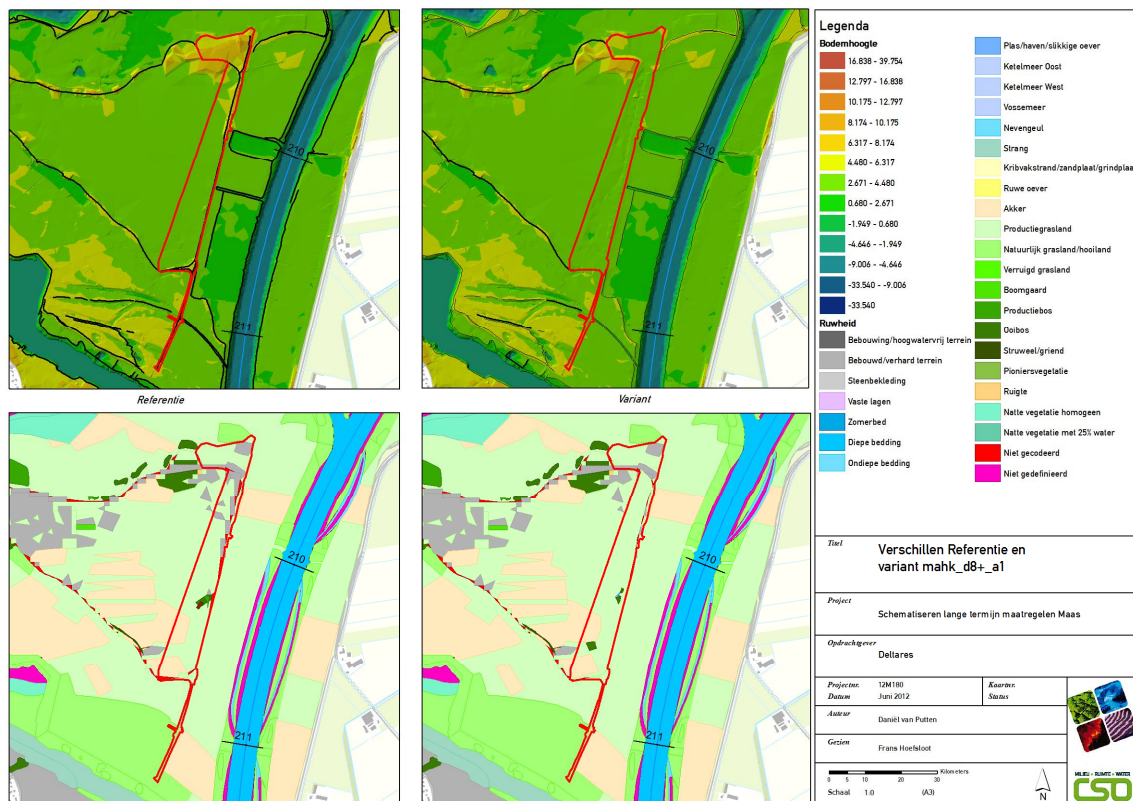 210
211
Referentie
210
211
Variant
210
211
210
211
Legenda
Bodemhoogte
16.838 - 39.754
12.797 - 16.838
10.175 - 12.797
8.174 - 10.175
6.317 - 8.174
4.480 - 6.317
2.671 - 4.480
0.680 - 2.671
-1.949 - 0.680
-4.646 - -1.949
-9.006 - -4.646
-33.540 - -9.006
-33.540
Ruwheid
Bebouwing/hoogwatervrij terrein
Bebouwd/verhard terrein
Steenbekleding
Vaste lagen
Zomerbed
Diepe bedding
Ondiepe bedding
Plas/haven/slikkige oever
Ketelmeer Oost
Ketelmeer West
Vossemeer
Nevengeul
Strang
Kribvakstrand/zandplaat/grindplaa
Ruwe oever
Akker
Productiegrasland
Natuurlijk grasland/hooiland
Verruigd grasland
Boomgaard
Productiebos
Ooibos
Struweel/griend
Pioniersvegetatie
Ruigte
Natte vegetatie homogeen
Natte vegetatie met 25% water
Niet gecodeerd
Niet gedefinieerd
Titel
Verschillen Referentie en
variant mahk_d8+_a1
Project
Schematiseren lange termijn maatregelen Maas
Opdrachtgever
Deltares
Projectnr. 12M180 Kaartnr.
Datum Juni 2012 Status
Auteur
Daniël van Putten
Gezien
Frans Hoefsloot
Kilometers
0 5 10 20 30
Schaal 1.0 (A3)
N
MILIEU • RUIMTE • WATER
CSO